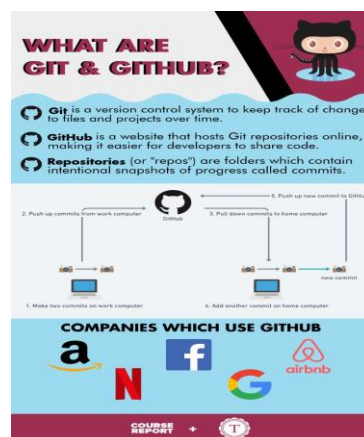 WHAT ARE
GIT & GITHUB?
Git is a version control system to keep track of change
to files and projects over time.
GitHub is a website that hosts Git repositories online,
making it easier for developers to share code.
Repositories (or "repos") are folders which contain
intentional snapshots of progress called commits.
5. Push up new commit to GitHu
2. Push up commits from work computer
GitHub
3. Pull down commits to home computer
new commit
1. Make two commits on work computer
4. Add another commit on home computer
COMPANIES WHICH USE GITHUB
a
f
airbnb
N
G
COURSE
REPORT
+
T